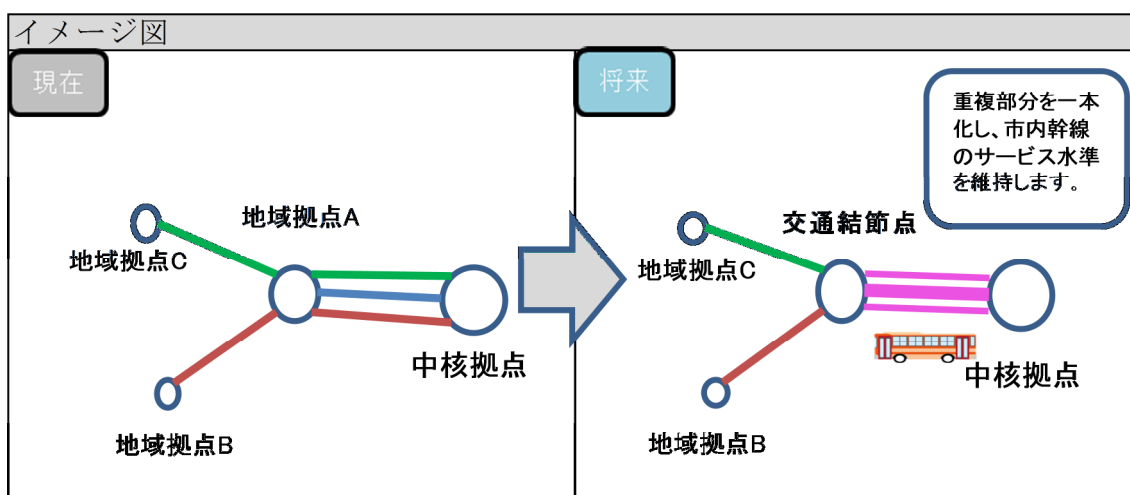 イメージ図
現在
地域拠点A
地域拠点C
中核拠点
地域拠点B
将来
重複部分を一本
化し、市内幹線
のサービス水準
を維持します。
交通結節点
地域拠点C
中核拠点
地域拠点B